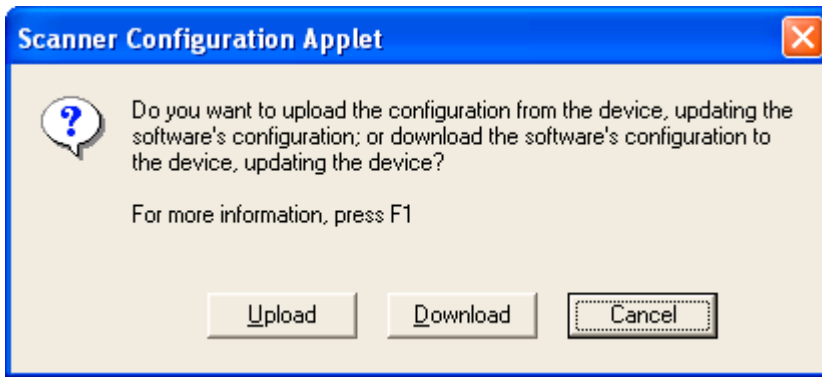 Scanner Configuration Applet
Do you want to upload the configuration from the device, updating the
software's configuration; or download the software's configuration to
the device, updating the device?
For more information, press F1
Upload
Download
Cancel